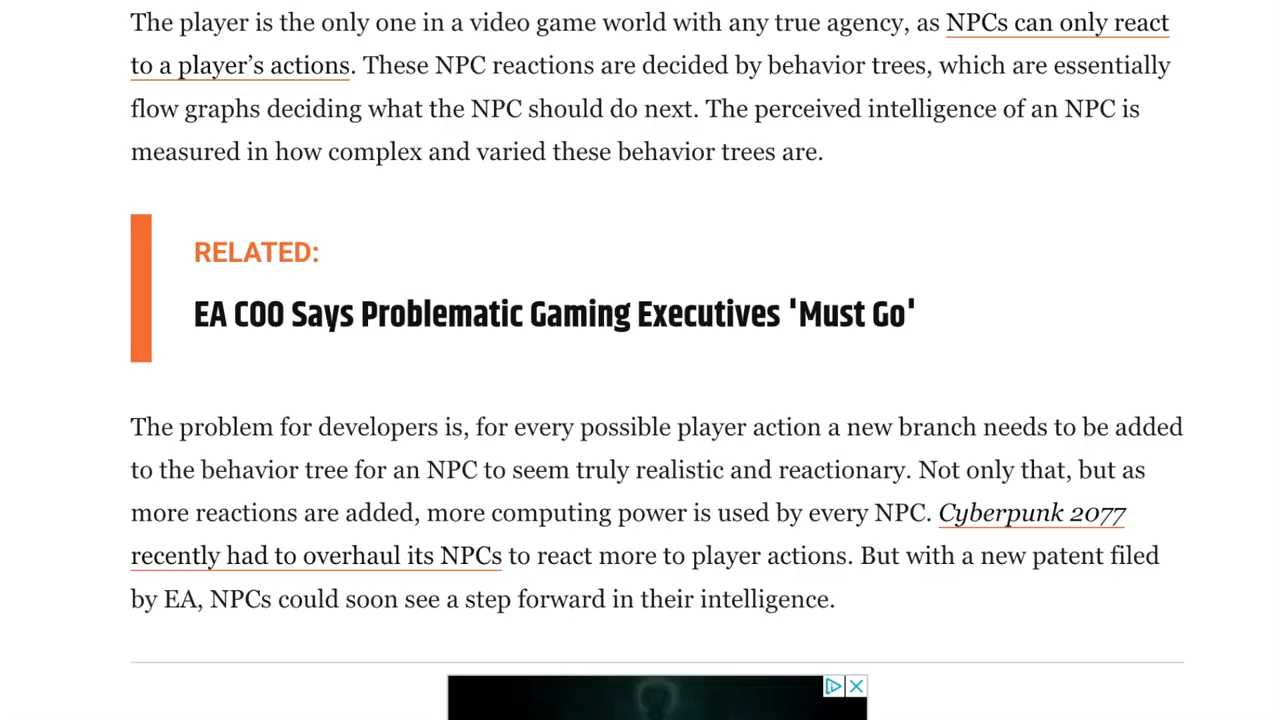 The player is the only one in a video game world with any true agency, as NPCs can only react
to a player’s actions. These NPC reactions are decided by behavior trees, which are essentially
flow graphs deciding what the NPC should do next. The perceived intelligence of an NPC is
measured in how complex and varied these behavior trees are.
RELATED:
EA COO Says Problematic Gaming Executives 'Must Go'
The problem for developers is, for every possible player action a new branch needs to be added
to the behavior tree for an NPC to seem truly realistic and reactionary. Not only that, but as
more reactions are added, more computing power is used by every NPC. Cyberpunk 2077
recently had to overhaul its NPCs to react more to player actions. But with a new patent filed
by EA, NPCs could soon see a step forward in their intelligence.